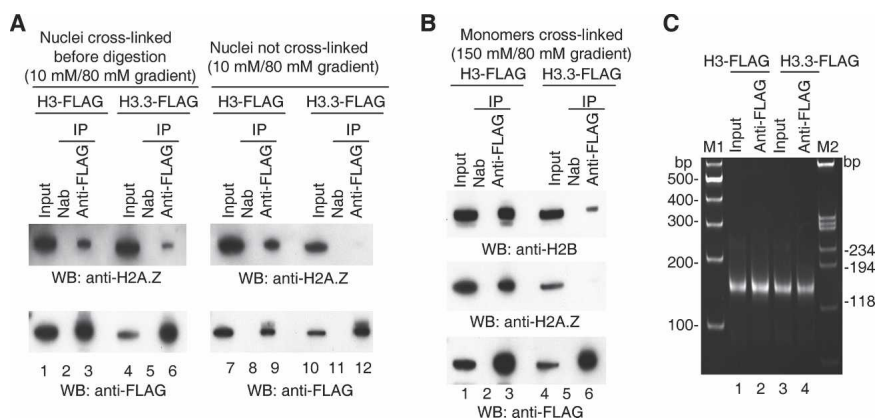 A
Nuclei cross-linked
before digestion
(10 mM/80 mM gradient)
Nuclei not cross-linked
(10 mM/80 mM gradient)
H3-FLAG H3.3-FLAG H3-FLAG H3.3-FLAG
IP IP IP IP
Input Nab Anti-FLAG Input Nab Anti-FLAG Input Nab Anti-FLAG Input Nab Anti-FLAG
WB: anti-H2A.Z WB: anti-H2A.Z
1 2 3 4 5 6 7 8 9 10 11 12
WB: anti-FLAG WB: anti-FLAG
B
Monomers cross-linked
(150 mM/80 mM gradient)
H3-FLAG H3.3-FLAG
IP IP
Input Nab Anti-FLAG Input Nab Anti-FLAG
WB: anti-H2B
WB: anti-H2A.Z
1 2 3 4 5 6
WB: anti-FLAG
C
H3-FLAG H3.3-FLAG
M1 Input Anti-FLAG Input Anti-FLAG M2
bp bp
500-
400-
300-
-234
200- -194
-118
100-
1 2 3 4